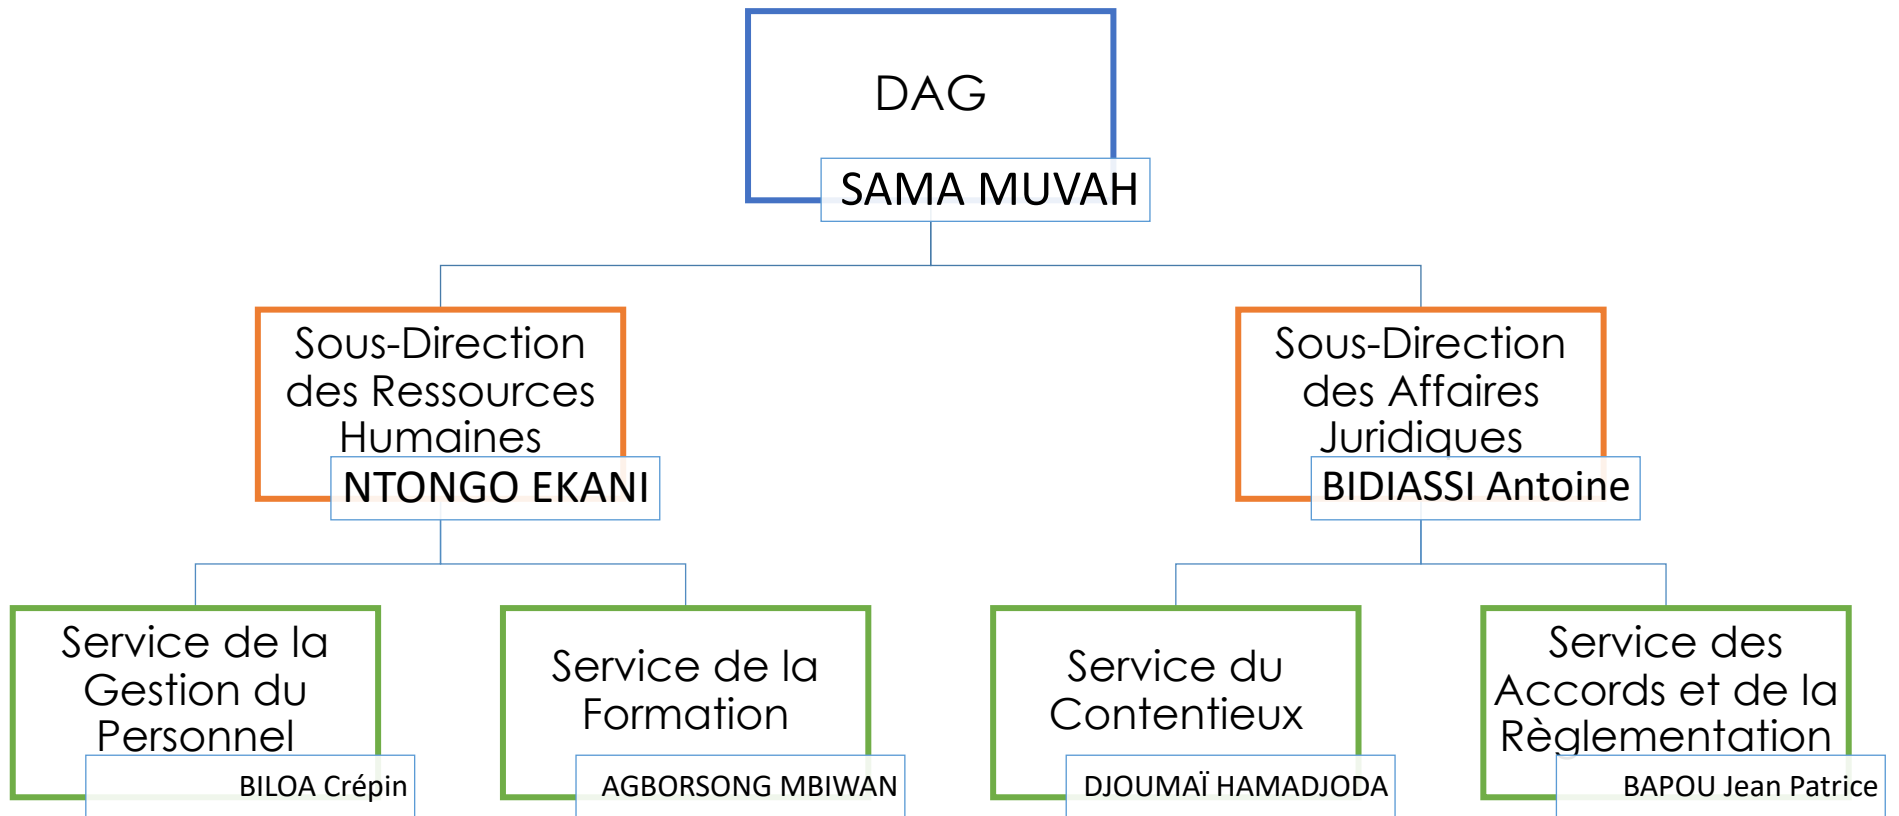 DAG
SAMA MUVAH
Sous-Direction
des Ressources
Humaines
NTONGO EKANI
Sous-Direction
des Affaires
Juridiques
BIDIASSI Antoine
Service de la
Gestion du
Personnel
BILOA Crépin
Service de la
Formation
AGBORSONG MBIWAN
Service du
Contentieux
DJOUMAÏ HAMADJODA
Service des
Accords et de la
Règlementation
BAPOU Jean Patrice